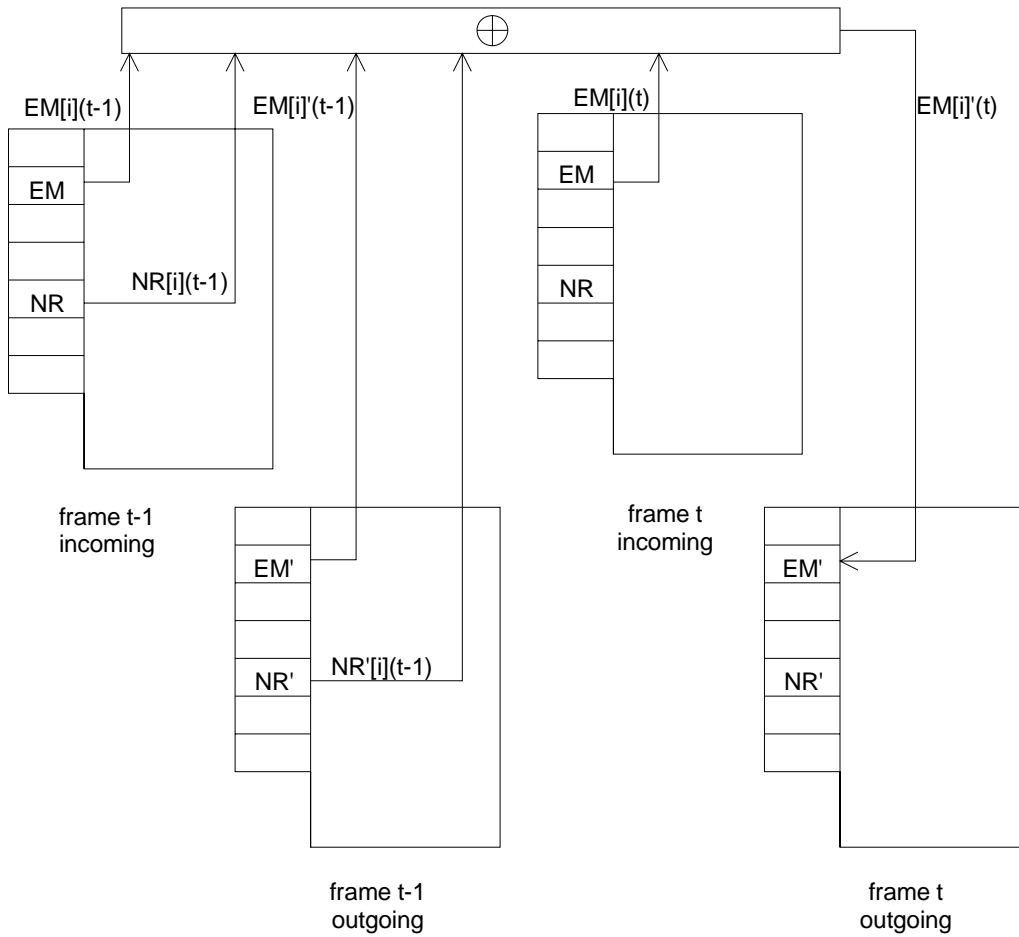 ⊕
EM[i](t-1)
EM[i]'(t-1)
EM[i](t)
EM[i]'(t)
EM
EM
NR[i](t-1)
NR
NR
frame t-1
incoming
frame t
incoming
EM'
EM'
NR'[i](t-1)
NR'
NR'
frame t-1
outgoing
frame t
outgoing